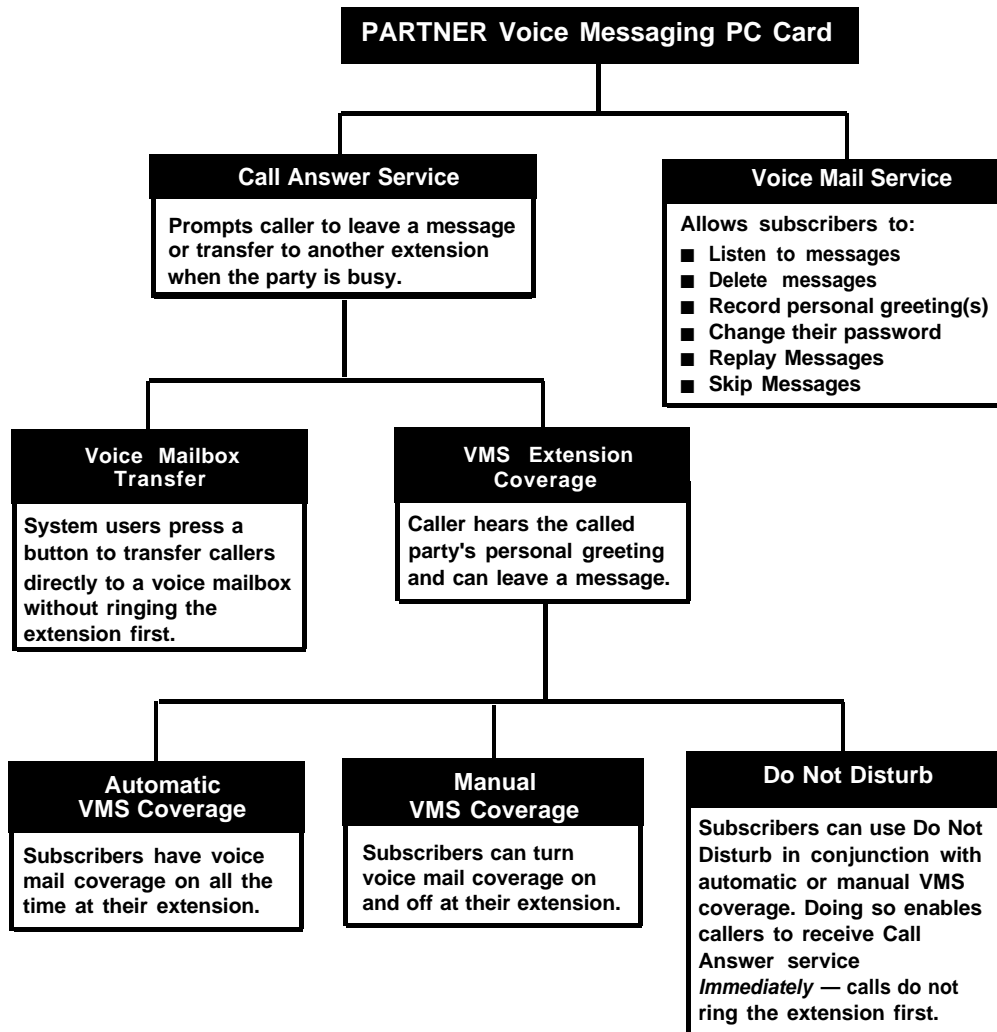 PARTNER Voice Messaging PC Card
Call Answer Service
Prompts caller to leave a message
or transfer to another extension
when the party is busy.
Voice Mail Service
Allows subscribers to:
■ Listen to messages
■ Delete messages
■ Record personal greeting(s)
■ Change their password
■ Replay Messages
■ Skip Messages
Voice Mailbox
Transfer
System users press a
button to transfer callers
directly to a voice mailbox
without ringing the
extension first.
VMS Extension
Coverage
Caller hears the called
party's personal greeting
and can leave a message.
Automatic
VMS Coverage
Subscribers have voice
mail coverage on all the
time at their extension.
Manual
VMS Coverage
Subscribers can turn
voice mail coverage on
and off at their extension.
Do Not Disturb
Subscribers can use Do Not
Disturb in conjunction with
automatic or manual VMS
coverage. Doing so enables
callers to receive Call
Answer service
Immediately — calls do not
ring the extension first.